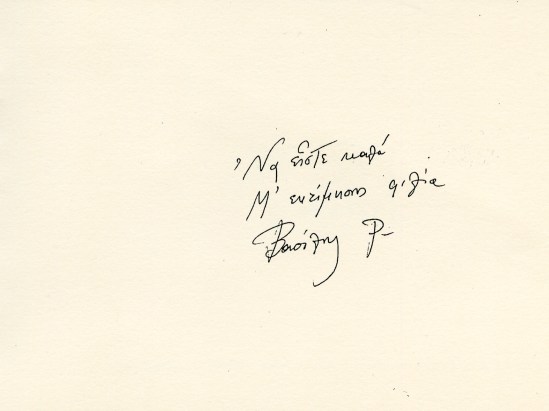 Να είστε καλά
Μ' εκτίμηση φιλία
Βασίλης Ρ-